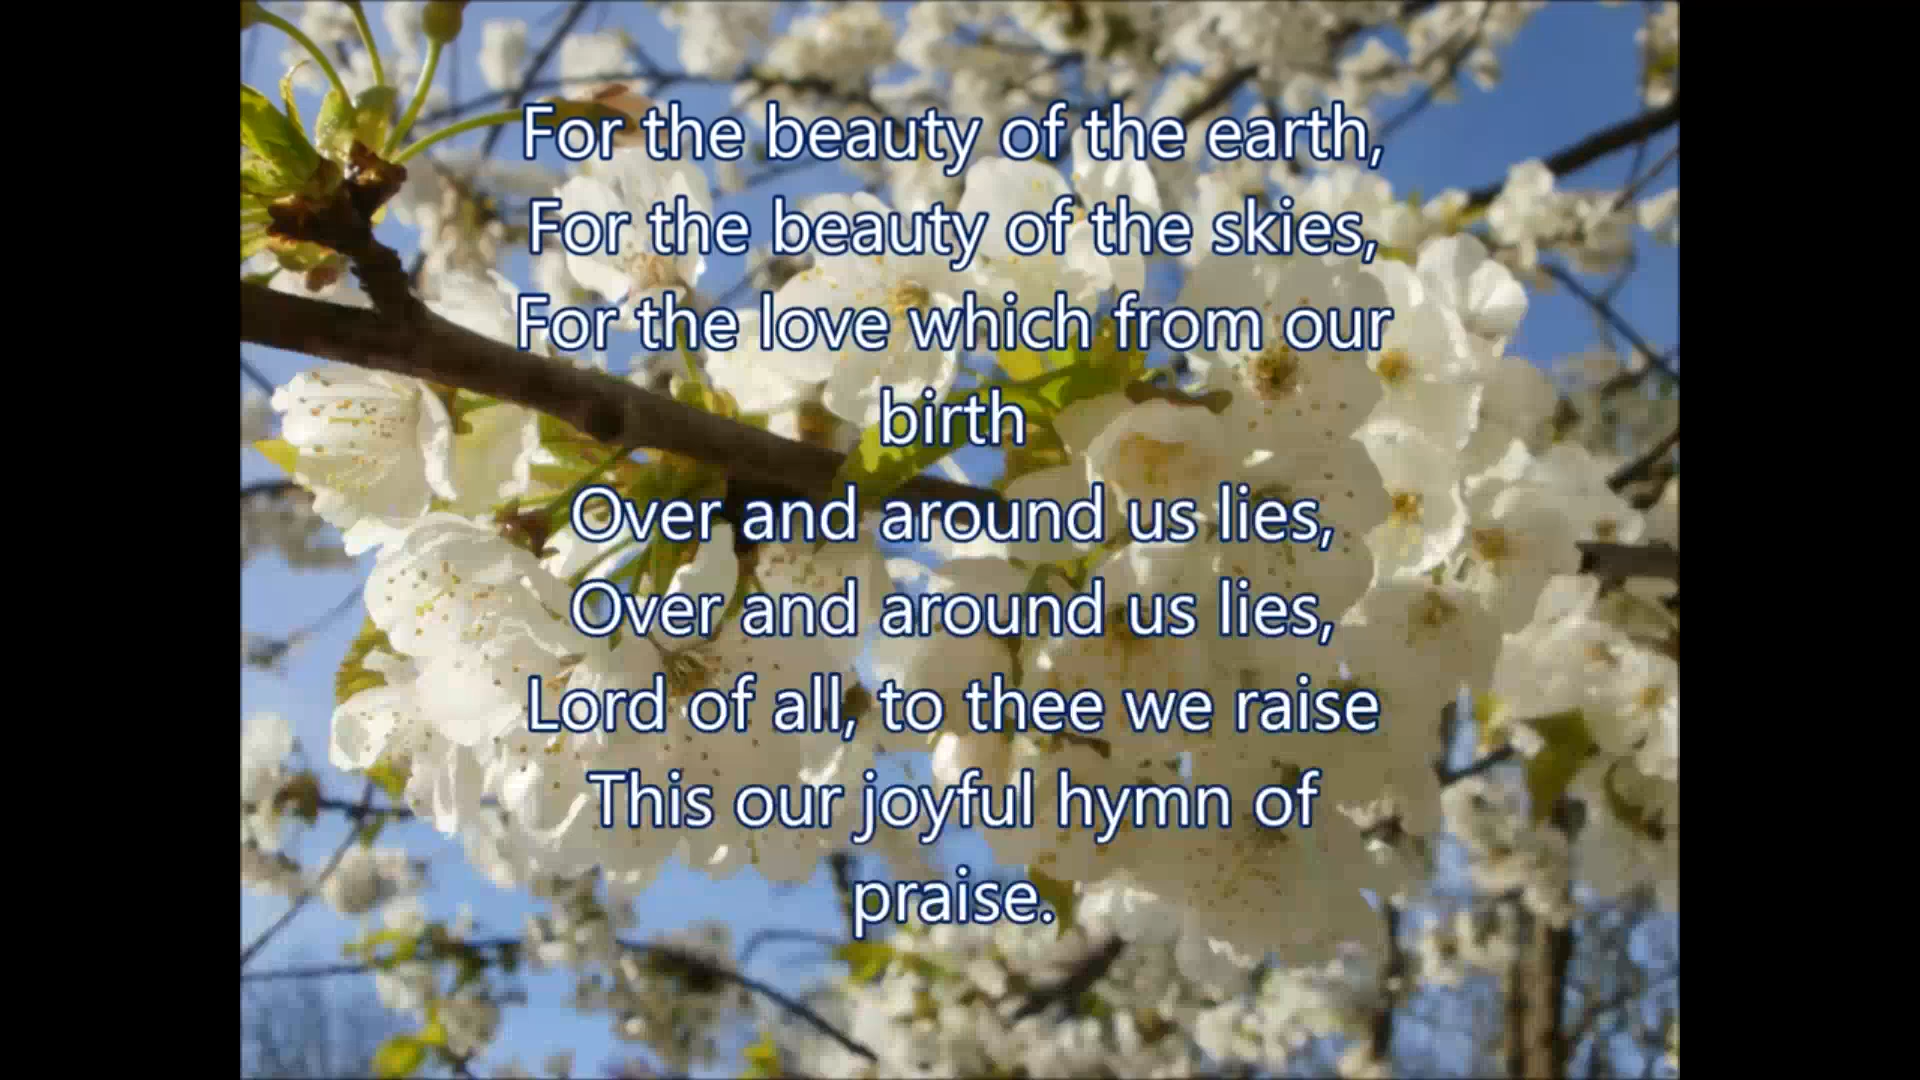 For the beauty of the earth,
For the beauty of the skies,
For the love which from our
birth
Over and around us lies,
Over and around us lies,
Lord of all, to thee we raise
This our joyful hymn of
praise.